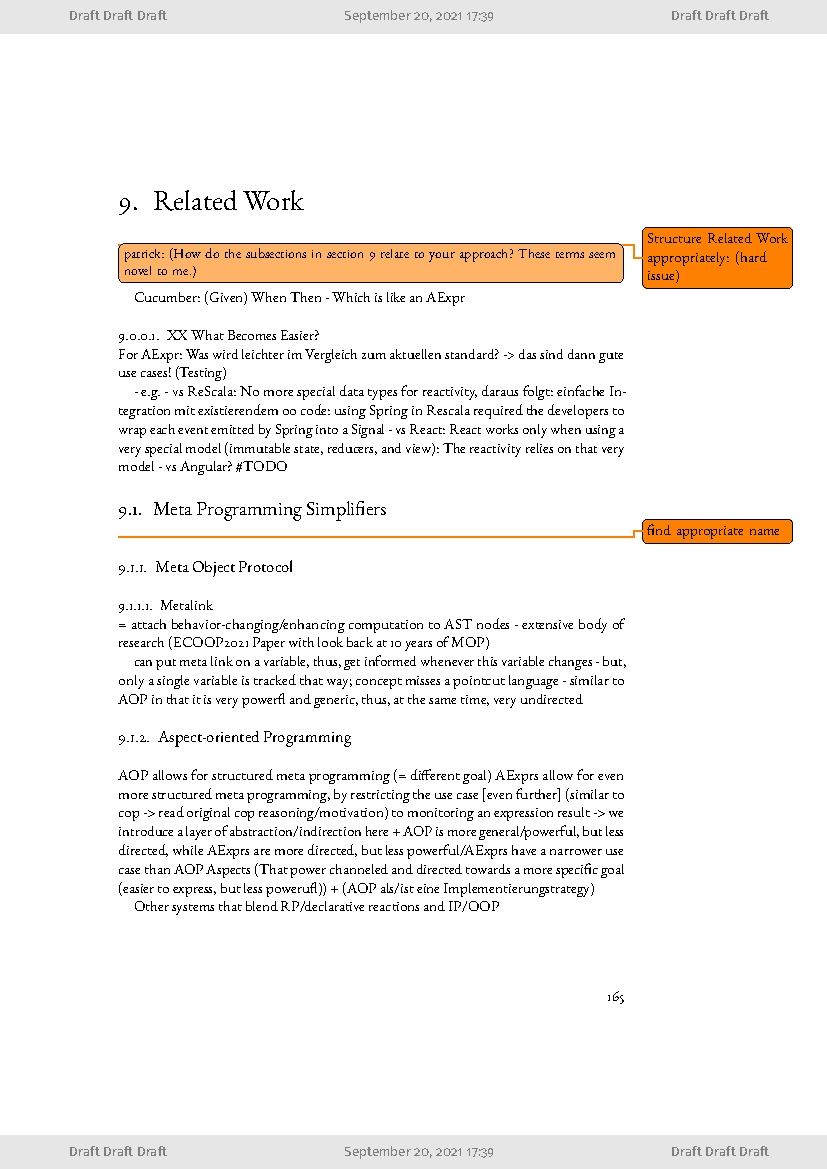 Draft Draft Draft September 20, 2021 17:39 Draft Draft Draft
9. Related Work
Structure Related Work
appropriately: (hard
issue)
patrick: (How do the subsections in section 9 relate to your approach? These terms seem
novel to me.)
Cucumber: (Given) When Then - Which is like an AExpr
9.0.0.1. XX What Becomes Easier?
For AExpr: Was wird leichter im Vergleich zum aktuellen standard? -> das sind dann gute
use cases! (Testing)
- e.g. - vs ReScala: No more special data types for reactivity, daraus folgt: einfache In-
tegration mit existierendem oo code: using Spring in Rescala required the developers to
wrap each event emitted by Spring into a Signal - vs React: React works only when using a
very special model (immutable state, reducers, and view): The reactivity relies on that very
model - vs Angular? #TODO
9.1. Meta Programming Simplifiers
find appropriate name
9.1.1. Meta Object Protocol
9.1.1.1. Metalink
= attach behavior-changing/enhancing computation to AST nodes - extensive body of
research (ECOOP2021 Paper with look back at 10 years of MOP)
can put meta link on a variable, thus, get informed whenever this variable changes - but,
only a single variable is tracked that way; concept misses a pointcut language - similar to
AOP in that it is very powerfl and generic, thus, at the same time, very undirected
9.1.2. Aspect-oriented Programming
AOP allows for structured meta programming (= different goal) AExprs allow for even
more structured meta programming, by restricting the use case [even further] (similar to
cop -> read original cop reasoning/motivation) to monitoring an expression result -> we
introduce a layer of abstraction/indirection here + AOP is more general/powerful, but less
directed, while AExprs are more directed, but less powerful/AExprs have a narrower use
case than AOP Aspects (That power channeled and directed towards a more specific goal
(easier to express, but less powerufl)) + (AOP als/ist eine Implementierungstrategy)
Other systems that blend RP/declarative reactions and IP/OOP
165
Draft Draft Draft September 20, 2021 17:39 Draft Draft Draft